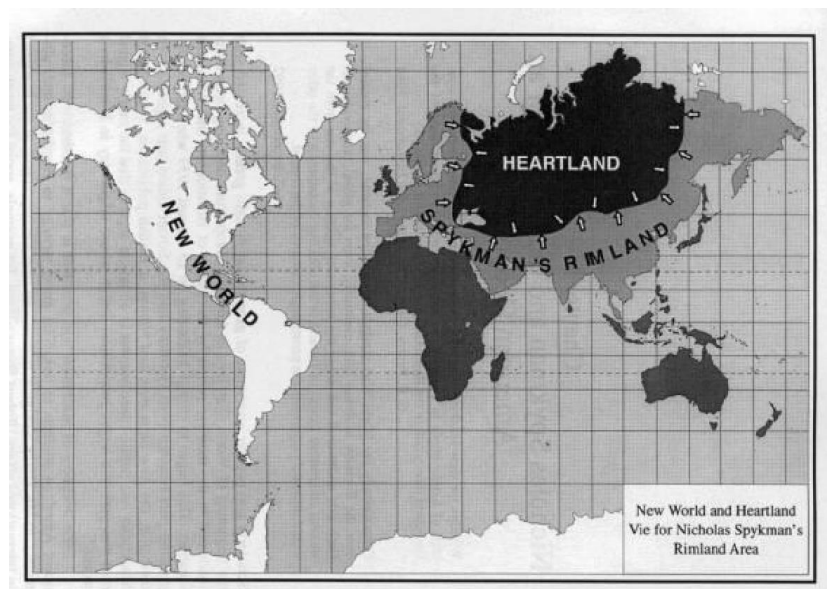 HEARTLAND
NEW WORLD
SPYKMAN'S RIMLAND
New World and Heartland
Vie for Nicholas Spykman's
Rimland Area